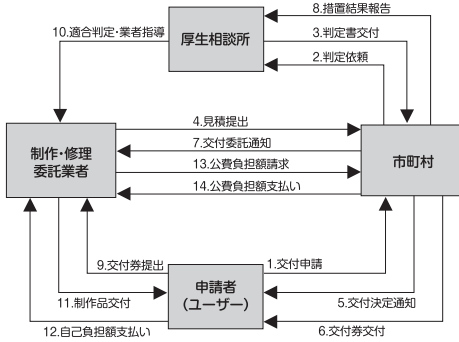 8.措置結果報告
10.適合判定・業者指導
厚生相談所
3.判定書交付
2.判定依頼
4.見積提出
制作・修理
委託業者
7.交付委託通知
13.公費負担額請求
14.公費負担額支払い
市町村
9.交付券提出
1.交付申請
申請者
(ユーザー)
11.制作品交付
5.交付決定通知
12.自己負担額支払い
6.交付券交付